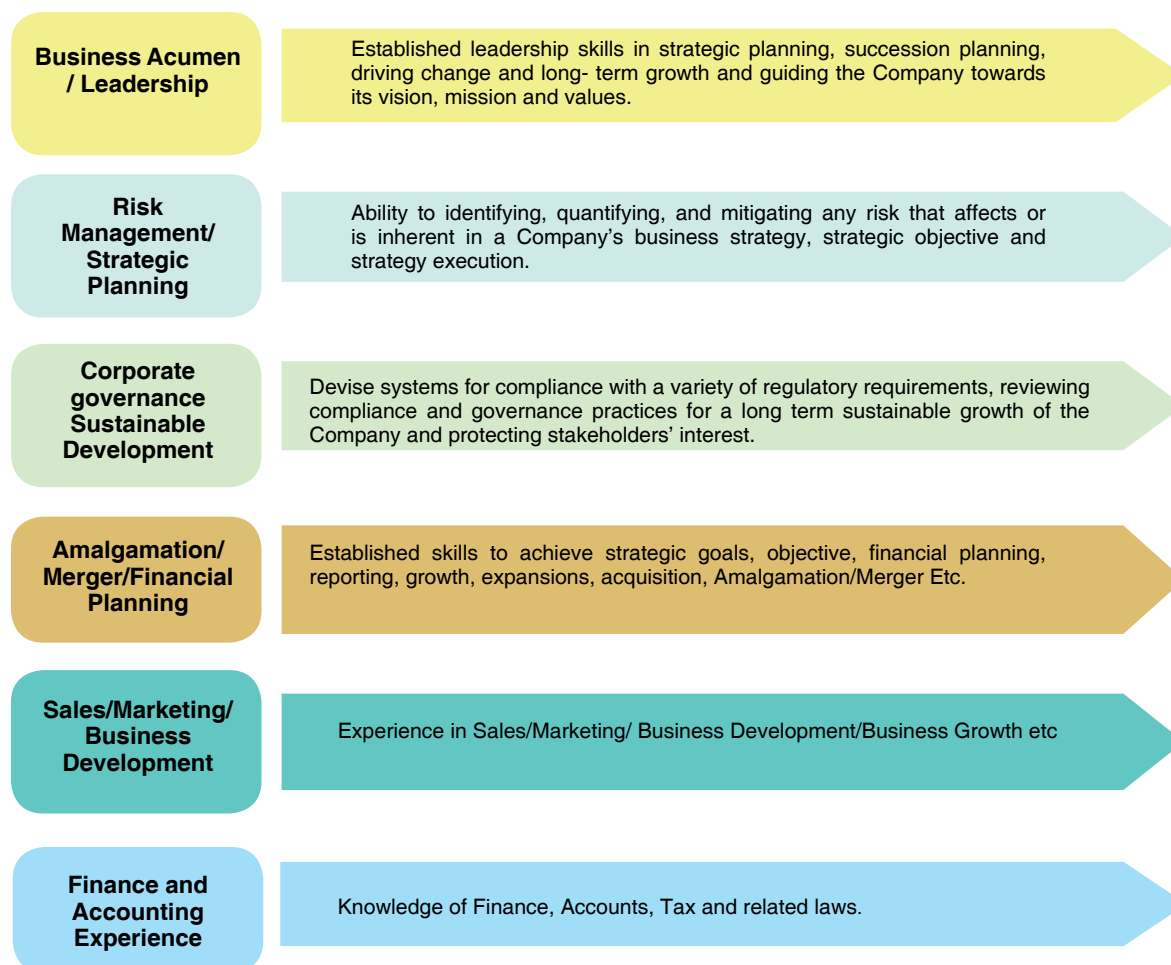 Business Acumen
/ Leadership
Established leadership skills in strategic planning, succession planning,
driving change and long- term growth and guiding the Company towards
its vision, mission and values.
Risk
Management/
Strategic
Planning
Ability to identifying, quantifying, and mitigating any risk that affects or
is inherent in a Company’s business strategy, strategic objective and
strategy execution.
Corporate
governance
Sustainable
Development
Devise systems for compliance with a variety of regulatory requirements, reviewing
compliance and governance practices for a long term sustainable growth of the
Company and protecting stakeholders’ interest.
Amalgamation/
Merger/Financial
Planning
Established skills to achieve strategic goals, objective, financial planning,
reporting, growth, expansions, acquisition, Amalgamation/Merger Etc.
Sales/Marketing/
Business
Development
Experience in Sales/Marketing/ Business Development/Business Growth etc
Finance and
Accounting
Experience
Knowledge of Finance, Accounts, Tax and related laws.